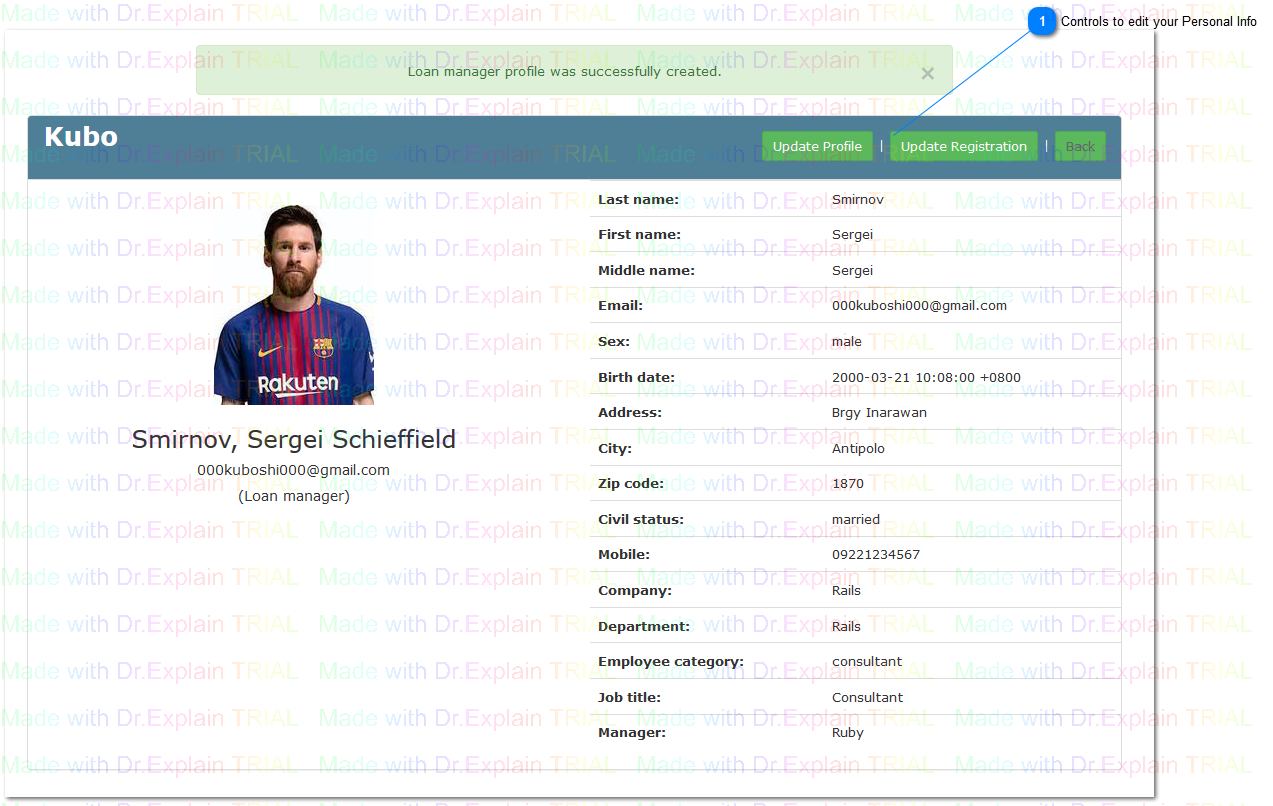 1 Controls to edit your Personal Info
Loan manager profile was successfully created. ×
Kubo
Update Profile | Update Registration | Back
Rakuten
Smirnov, Sergei Schieffield
000kuboshi000@gmail.com
(Loan manager)
Last name: Smirnov
First name: Sergei
Middle name: Sergei
Email: 000kuboshi000@gmail.com
Sex: male
Birth date: 2000-03-21 10:08:00 +0800
Address: Brgy Inarawan
City: Antipolo
Zip code: 1870
Civil status: married
Mobile: 09221234567
Company: Rails
Department: Rails
Employee category: consultant
Job title: Consultant
Manager: Ruby
Made with Dr.Explain TRIAL